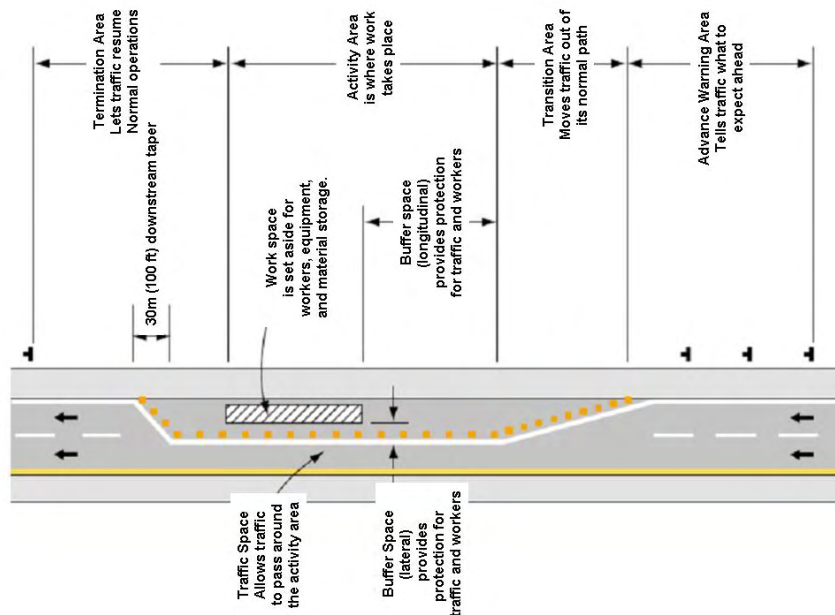 Termination Area
Lets traffic resume
Normal operations
Activity Area
is where work
takes place
Transition Area
Moves traffic out of
its normal path
Advance Warning Area
Tells traffic what to
expect ahead
30m (100 ft) downstream taper
Work space
is set aside for
workers, equipment,
and material storage.
Buffer space
(longitudinal)
provides protection
for traffic and workers
Traffic Space
Allows traffic
to pass around
the activity area
Buffer Space
(lateral)
provides
protection for
traffic and workers